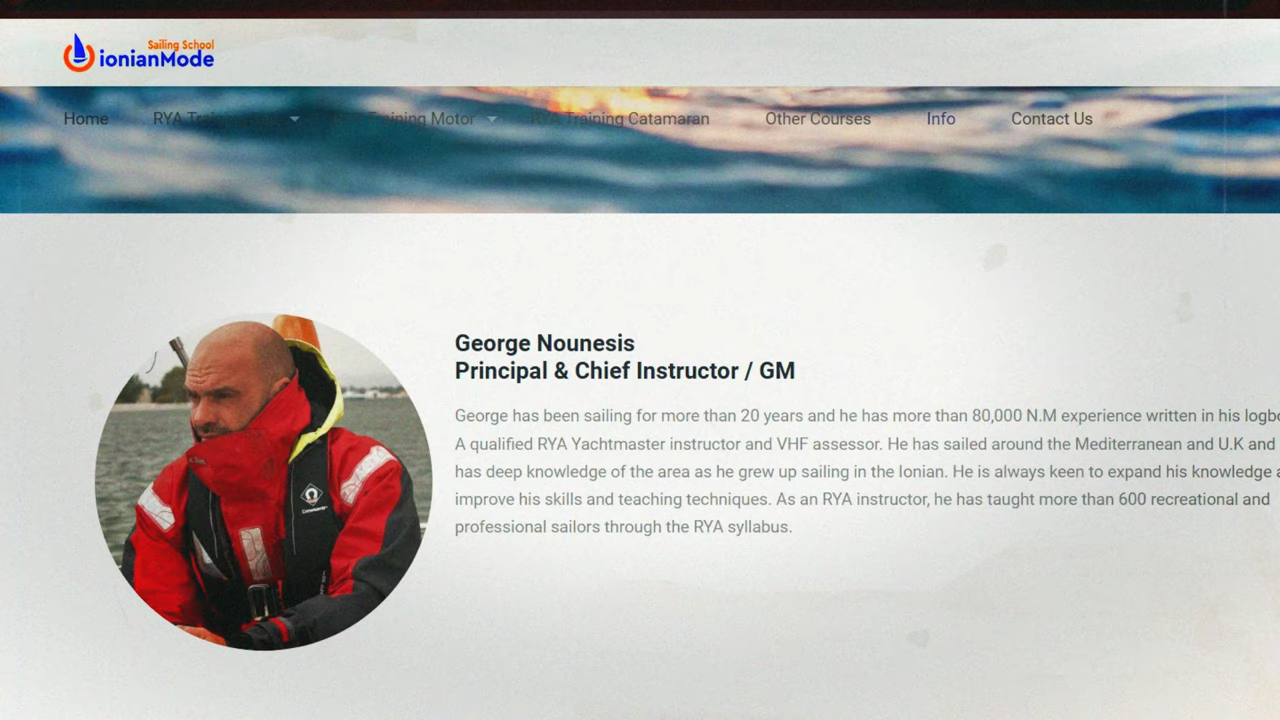 Sailing School
ionianMode
Home
RYA Training
Training Motor
RYA Training Catamaran
Other Courses
Info
Contact Us
George Nounesis
Principal & Chief Instructor / GM
George has been sailing for more than 20 years and he has more than 80,000 N.M experience written in his
A qualified RYA Yachtmaster instructor and VHF assessor. He has sailed around the Mediterranean and U.K and
has deep knowledge of the area as he grew up sailing in the Ionian. He is always keen to expand his knowledge
improve his skills and teaching techniques. As an RYA instructor, he has taught more than 600 recreational and
professional sailors through the RYA syllabus.